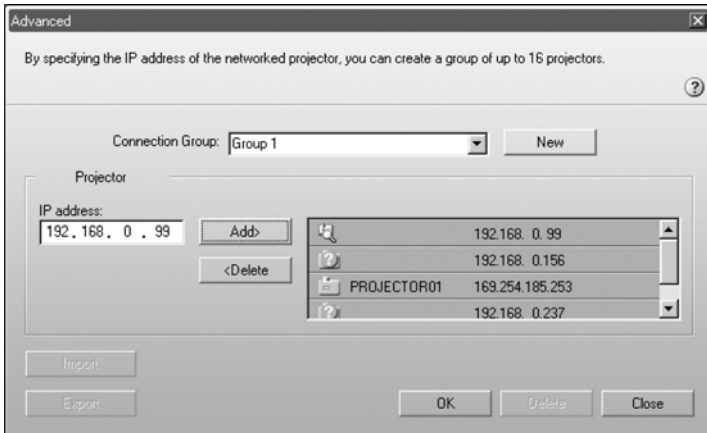 Advanced
By specifying the IP address of the networked projector, you can create a group of up to 16 projectors.
Connection Group: Group 1 New
Projector
IP address:
192.168. 0 . 99 Add> 192.168. 0. 99
<Delete 192.168. 0.156
PROJECTOR01 169.254.185.253
192.168. 0.237
Import
Export OK Delete Close